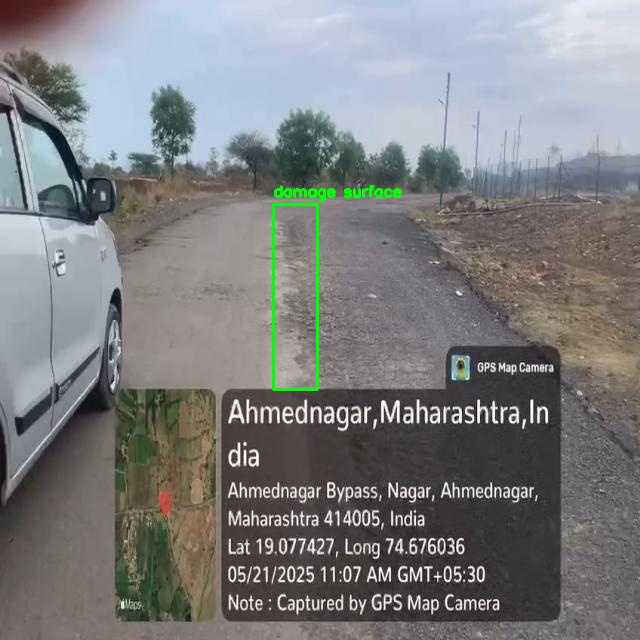 damage surface
GPS Map Camera
Ahmednagar,Maharashtra,In
dia
Ahmednagar Bypass, Nagar, Ahmednagar,
Maharashtra 414005, India
Lat 19.077427, Long 74.676036
05/21/2025 11:07 AM GMT+05:30
Note : Captured by GPS Map Camera
Maps